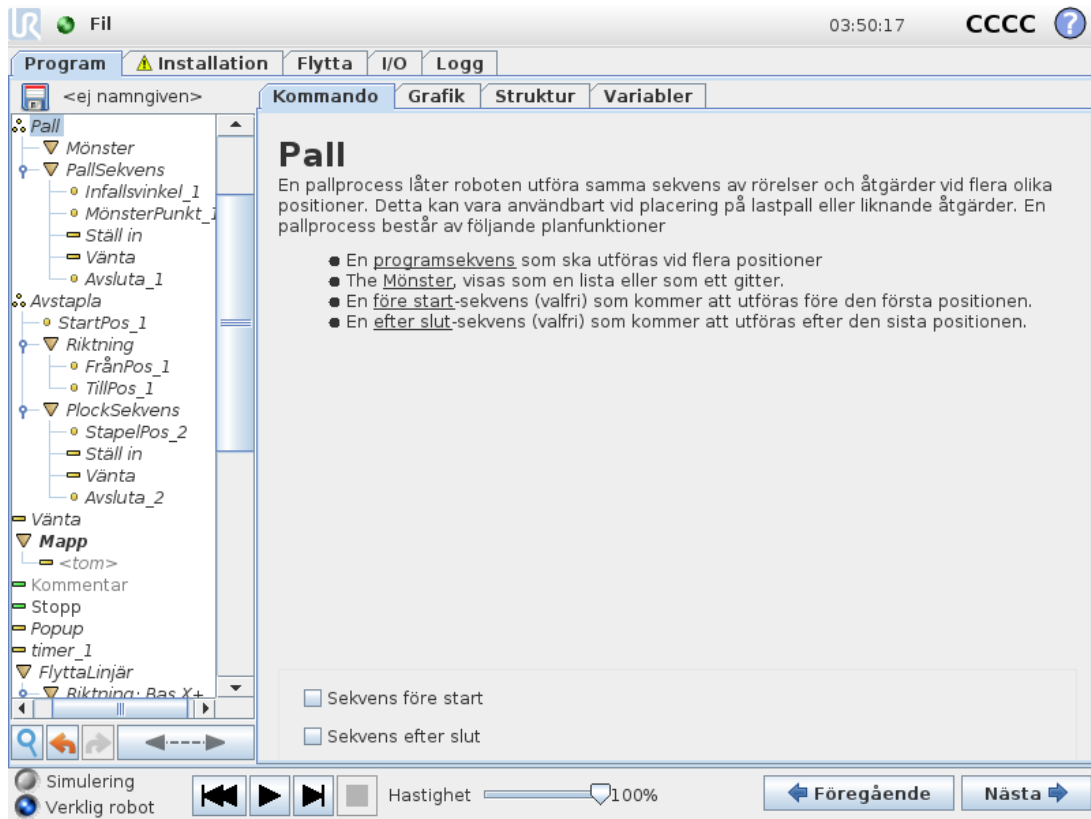 UR Fil 03:50:17 CCCC ?
Program Installation Flytta I/O Logg
<ej namngiven>
Kommando Grafik Struktur Variabler
Pall
Mönster
PallSekvens
Infallsvinkel_1
MönsterPunkt_1
Ställ in
Vänta
Avsluta_1
Avstapla
StartPos_1
Riktning
FrånPos_1
TillPos_1
PlockSekvens
StapelPos_2
Ställ in
Vänta
Avsluta_2
Vänta
Mapp
<tom>
Kommentar
Stopp
Popup
timer_1
FlyttaLinjär
Riktning: Bas X+
Pall
En pallprocess låter roboten utföra samma sekvens av rörelser och åtgärder vid flera olika
positioner. Detta kan vara användbart vid placering på lastpall eller liknande åtgärder. En
pallprocess består av följande planfunktioner
En programsekvens som ska utföras vid flera positioner
The Mönster, visas som en lista eller som ett gitter.
En före start-sekvens (valfri) som kommer att utföras före den första positionen.
En efter slut-sekvens (valfri) som kommer att utföras efter den sista positionen.
Sekvens före start
Sekvens efter slut
Simulering
Verklig robot
Hastighet 100%
Föregående
Nästa